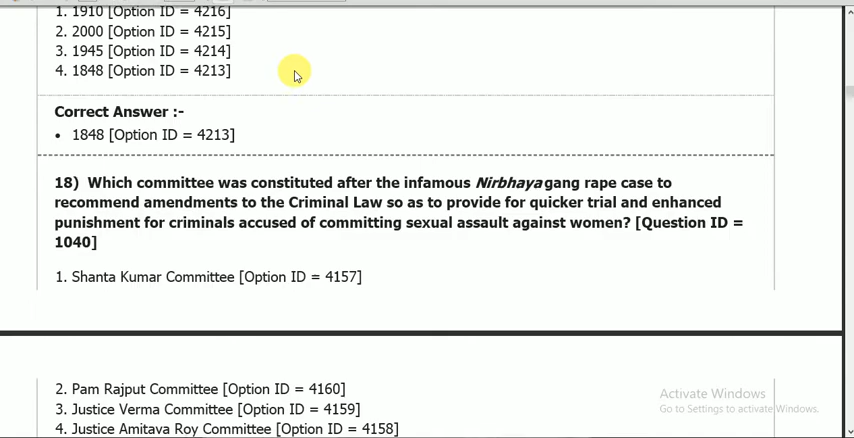 1. 1910 [Option ID = 4216]
2. 2000 [Option ID = 4215]
3. 1945 [Option ID = 4214]
4. 1848 [Option ID = 4213]
Correct Answer :-
• 1848 [Option ID = 4213]
18) Which committee was constituted after the infamous Nirbhaya gang rape case to
recommend amendments to the Criminal Law so as to provide for quicker trial and enhanced
punishment for criminals accused of committing sexual assault against women? [Question ID =
1040]
1. Shanta Kumar Committee [Option ID = 4157]
2. Pam Rajput Committee [Option ID = 4160]
3. Justice Verma Committee [Option ID = 4159]
4. Justice Amitava Roy Committee [Option ID = 4158]
Activate Windows
Go to Settings to activate Windows.